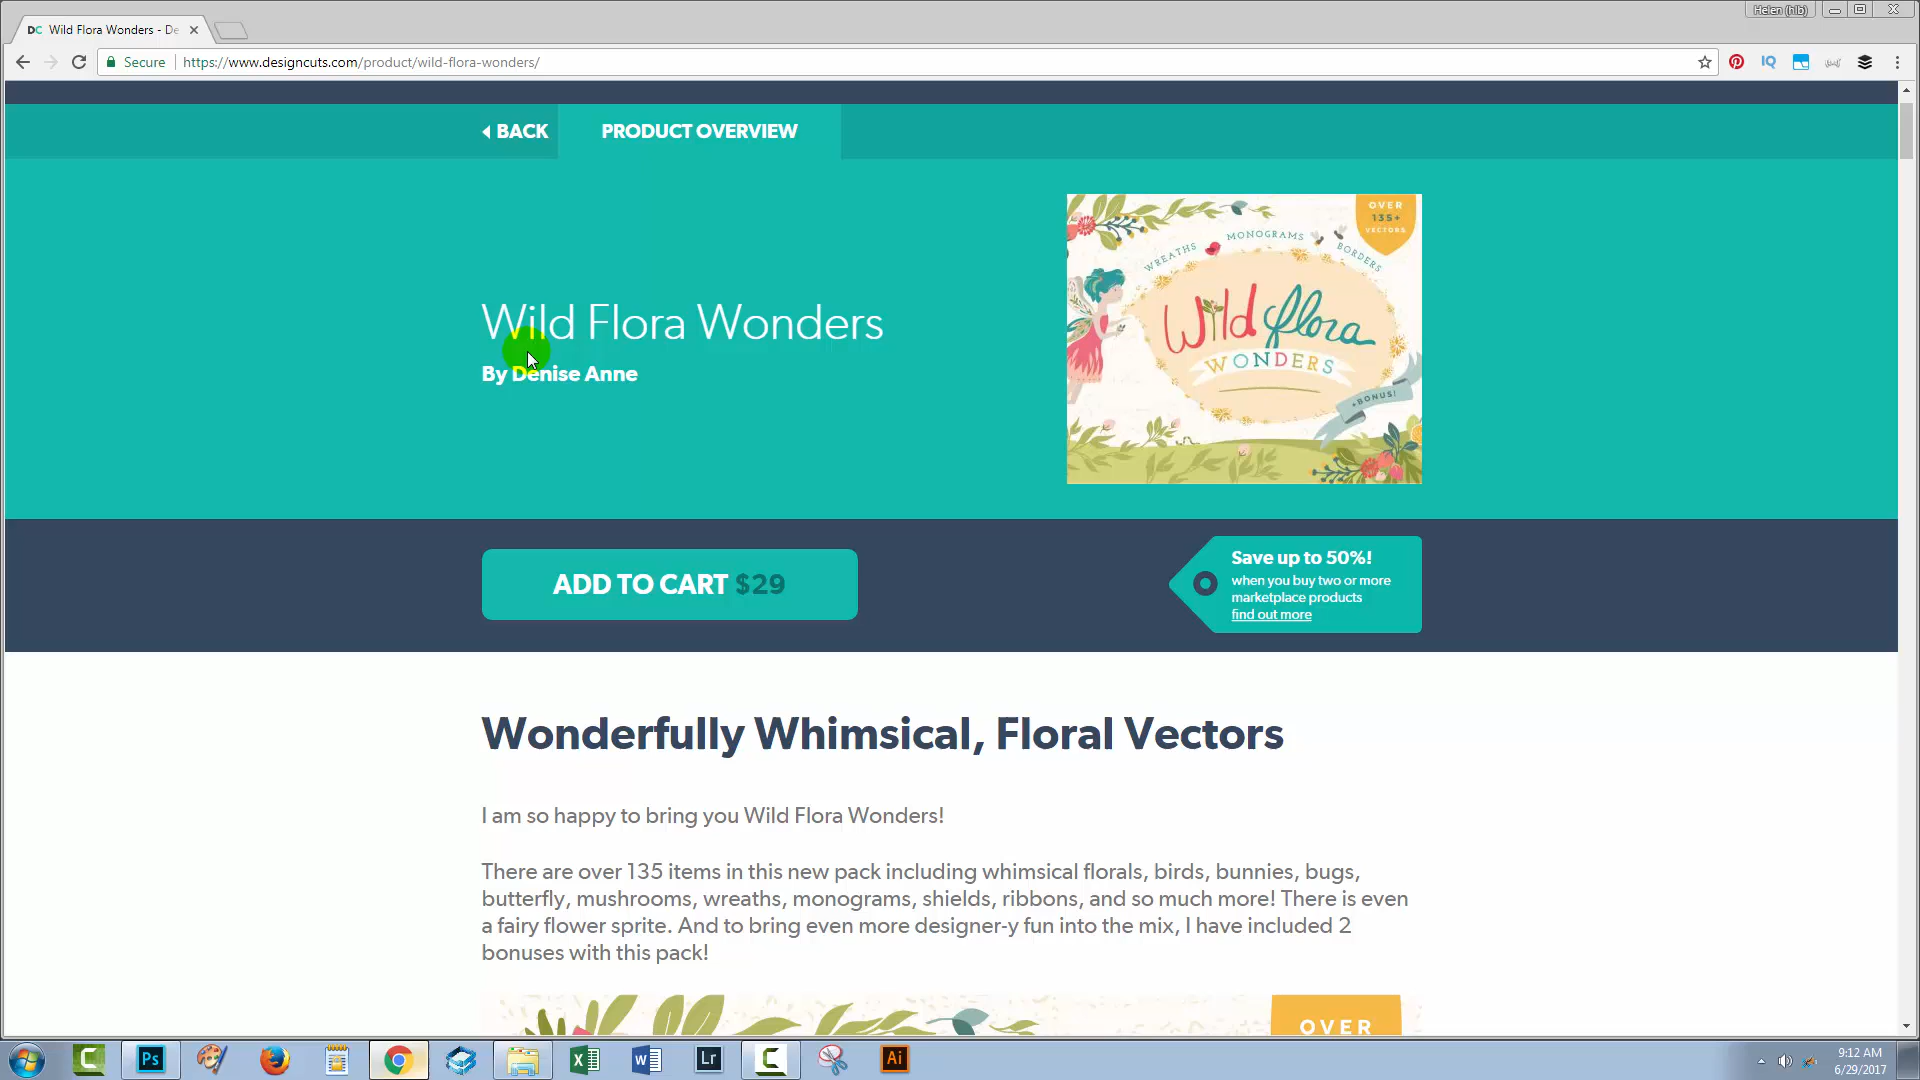 Helen (hlb)
DC Wild Flora Wonders - De
Secure https://www.designcuts.com/product/wild-flora-wonders/
IQ
BACK PRODUCT OVERVIEW
Wild Flora Wonders
By Denise Anne
OVER
135+
VECTORS
WREATHS MONOGRAMS BORDERS
Wild flora
WONDERS
+BONUS!
ADD TO CART $29
Save up to 50%!
when you buy two or more
marketplace products
find out more
Wonderfully Whimsical, Floral Vectors
I am so happy to bring you Wild Flora Wonders!
There are over 135 items in this new pack including whimsical florals, birds, bunnies, bugs,
butterfly, mushrooms, wreaths, monograms, shields, ribbons, and so much more! There is even
a fairy flower sprite. And to bring even more designer-y fun into the mix, I have included 2
bonuses with this pack!
OVER
Ps Lr Ai
9:12 AM
6/29/2017